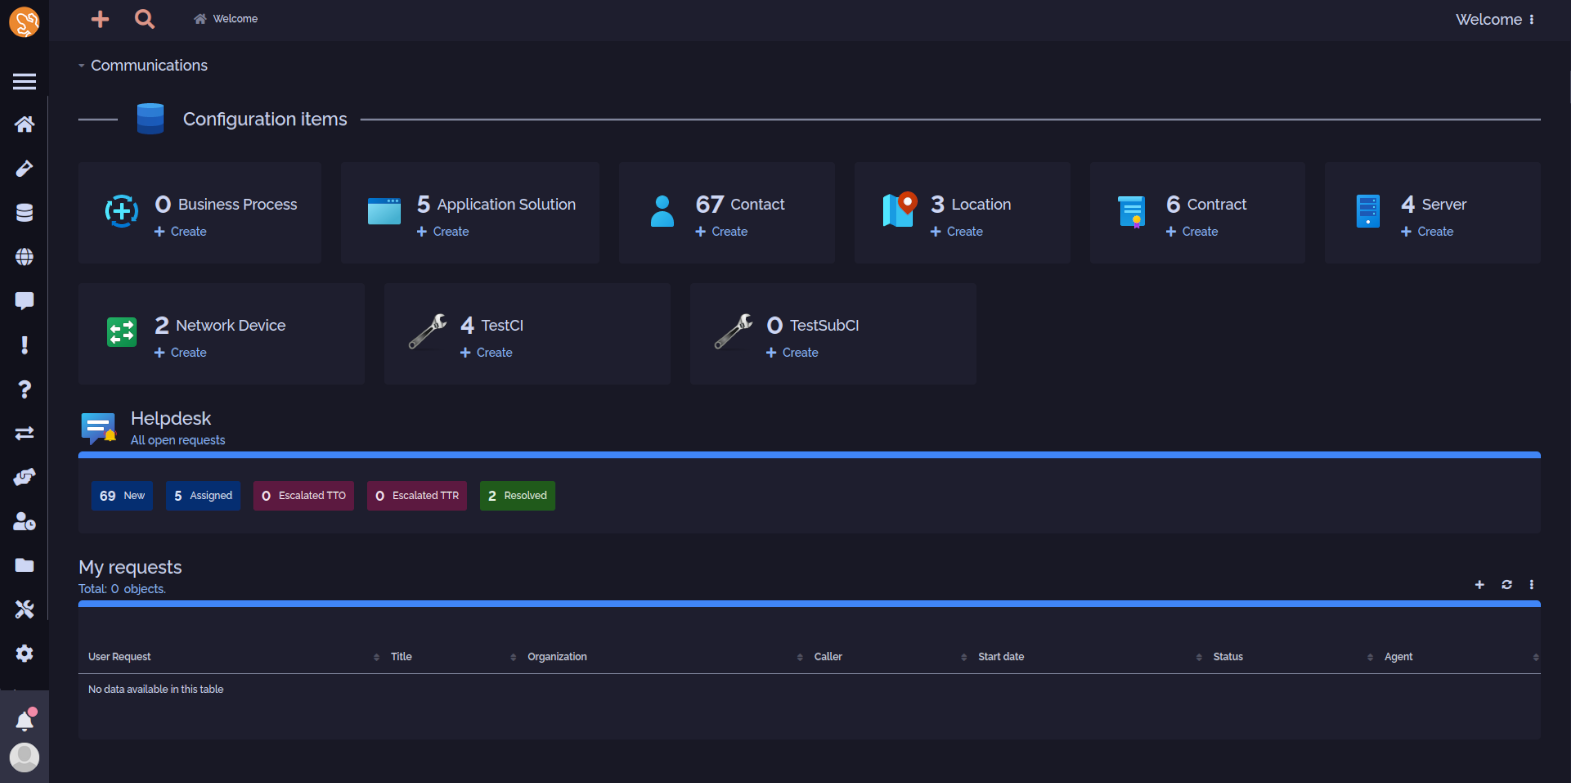 Welcome
Welcome
Communications
Configuration items
0 Business Process
Create
5 Application Solution
Create
67 Contact
Create
3 Location
Create
6 Contract
Create
4 Server
Create
2 Network Device
Create
4 TestCI
Create
0 TestSubCI
Create
Helpdesk
All open requests
69 New
5 Assigned
0 Escalated TTO
0 Escalated TTR
2 Resolved
My requests
Total: 0 objects.
User Request Title Organization Caller Start date Status Agent
No data available in this table